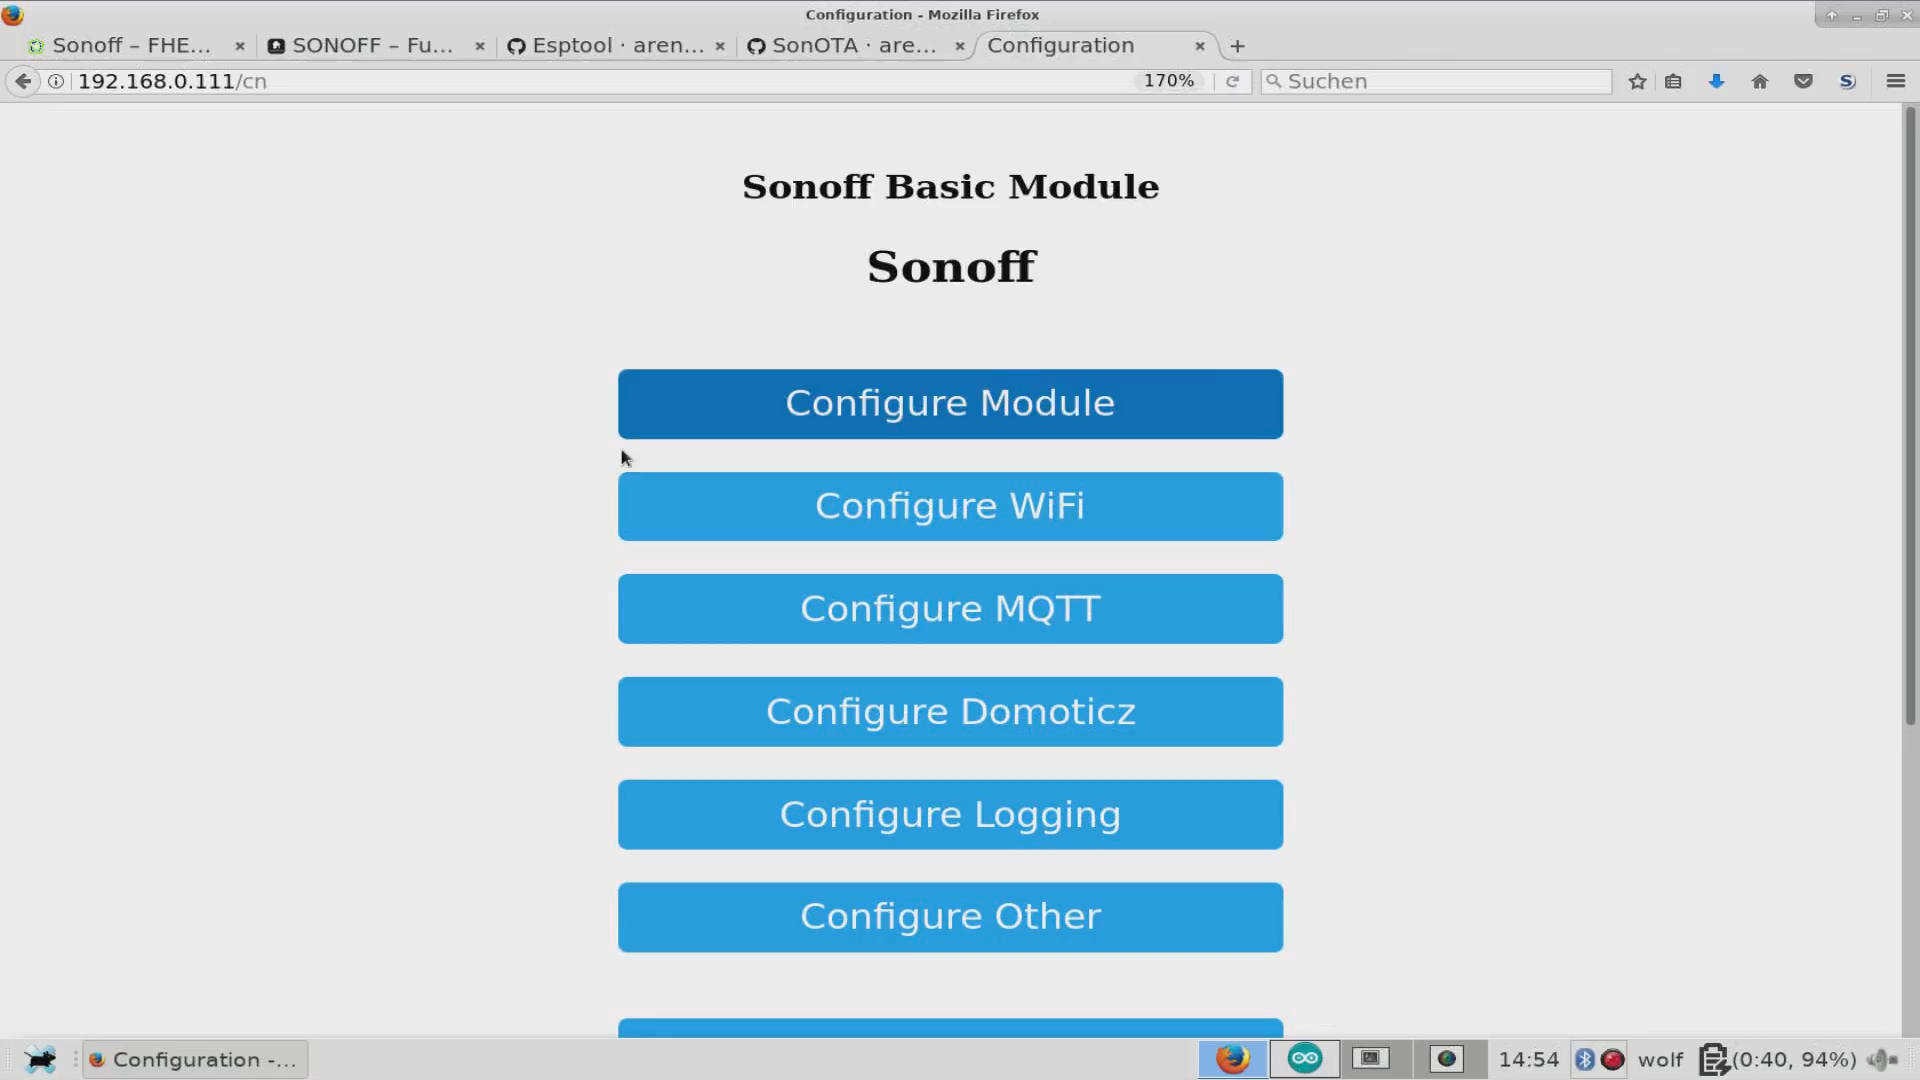 Configuration - Mozilla Firefox
Sonoff – FHE...
SONOFF – Fu...
Esptool · aren...
SonOTA · are...
Configuration
192.168.0.111/cn
170%
Suchen
Sonoff Basic Module
Sonoff
Configure Module
Configure WiFi
Configure MQTT
Configure Domoticz
Configure Logging
Configure Other
Configuration -...
14:54
wolf
(0:40, 94%)